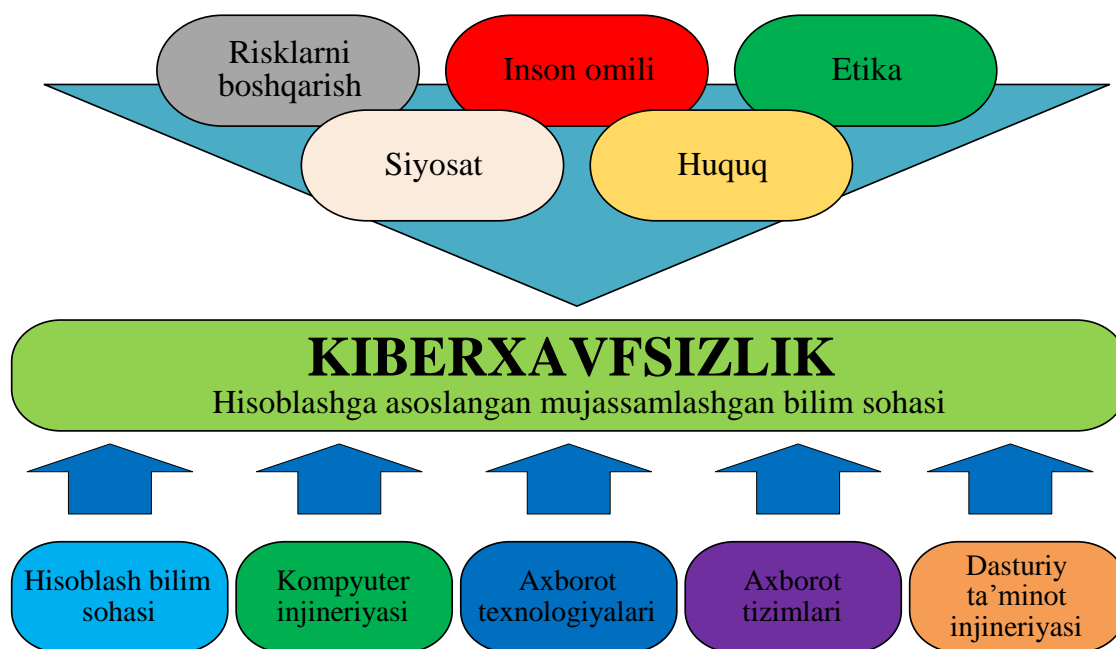 Risklarni
boshqarish
Inson omili
Etika
Siyosat
Huquq
KIBERXAVFSIZLIK
Hisoblashga asoslangan mujassamlashgan bilim sohasi
Hisoblash bilim
sohasi
Kompyuter
injineriyasi
Axborot
texnologiyalari
Axborot
tizimlari
Dasturiy
ta’minot
injineriyasi